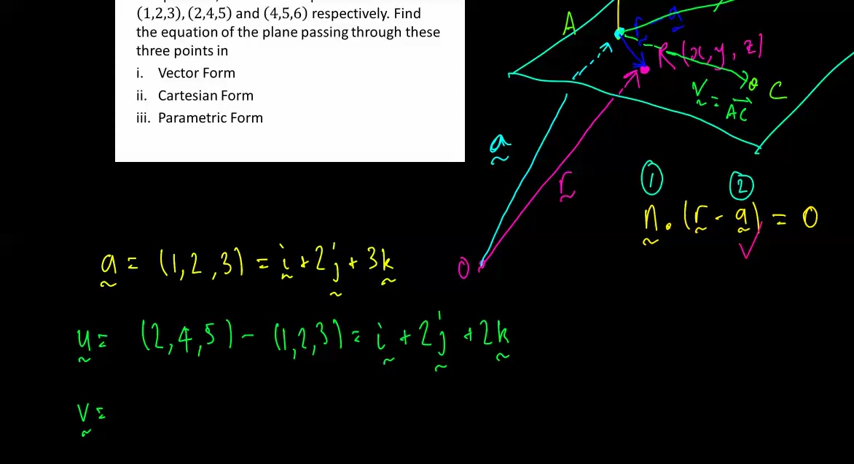 (1,2,3), (2,4,5) and (4,5,6) respectively. Find
the equation of the plane passing through these
three points in
i. Vector Form
ii. Cartesian Form
iii. Parametric Form
A
R (x, y, z)
C
v = AC
a
r
O
1 2
n . (r - a) = 0
a = (1, 2, 3) = i + 2j + 3k
u = (2, 4, 5) - (1, 2, 3) = i + 2j + 2k
v =